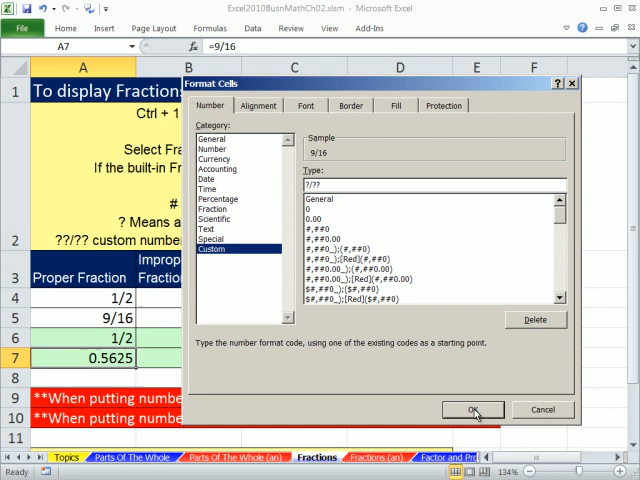 Excel2010BusnMathCh02.xlsm - Microsoft Excel
File Home Insert Page Layout Formulas Data Review View Add-Ins
A7 fx =9/16
A B C D E F
1 To display Fractions
Ctrl + 1
Select Fra
If the built-in Fr
#
? Means a
2 ??/?? custom number
Improp
3 Proper Fraction Fraction
4 1/2
5 9/16
6 1/2
7 0.5625
8
9 **When putting numbe
10 **When putting numbe
11
Format Cells
Number Alignment Font Border Fill Protection
Category:
General
Number
Currency
Accounting
Date
Time
Percentage
Fraction
Scientific
Text
Special
Custom
Sample
9/16
Type:
?/??
General
0
0.00
#,##0
#,##0.00
#,##0_);(#,##0)
#,##0_);[Red](#,##0)
#,##0.00_);(#,##0.00)
#,##0.00_);[Red](#,##0.00)
$#,##0_);($#,##0)
$#,##0_);[Red]($#,##0)
Delete
Type the number format code, using one of the existing codes as a starting point.
OK Cancel
Topics Parts Of The Whole Parts Of The Whole (an) Fractions Fractions (an) Factor and Pr
Ready 134%